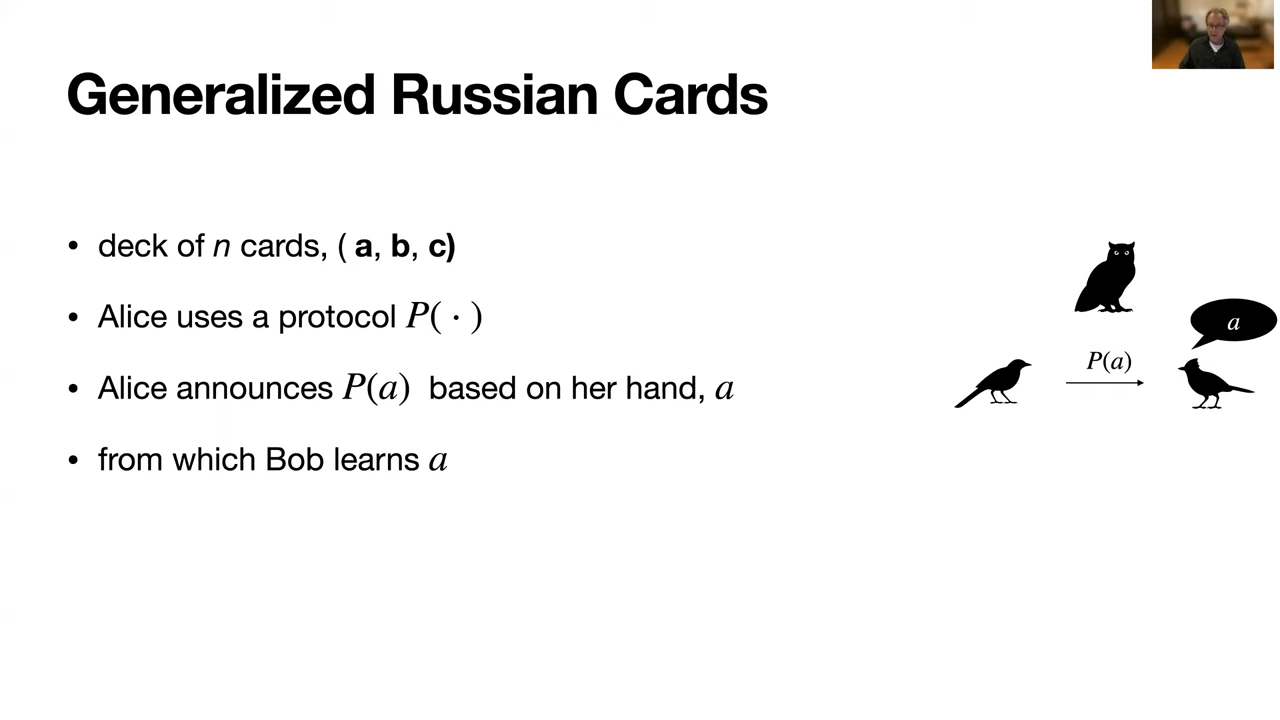 Generalized Russian Cards
• deck of n cards, ( a, b, c)
• Alice uses a protocol P( · )
• Alice announces P(a) based on her hand, a
• from which Bob learns a
P(a)
a